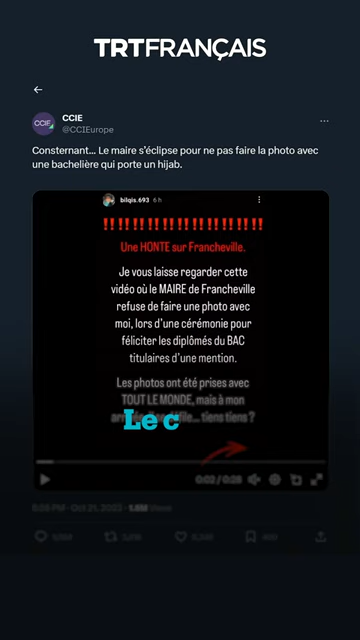 TRTFRANÇAIS
CCIE
@CCIEurope
Consternant... Le maire s'éclipse pour ne pas faire la photo avec
une bachelière qui porte un hijab.
bilqis.693 6 h
!! !! !! !! !! !! !! !! !! !! !! !! !!
Une HONTE sur Francheville.
Je vous laisse regarder cette
vidéo où le MAIRE de Francheville
refuse de faire une photo avec
moi, lors d'une cérémonie pour
féliciter les diplômés du BAC
titulaires d'une mention.
Les photos ont été prises avec
TOUT LE MONDE, mais à mon
tiens tiens ?
Le c
0:02 / 0:28
Oct 21, 2023